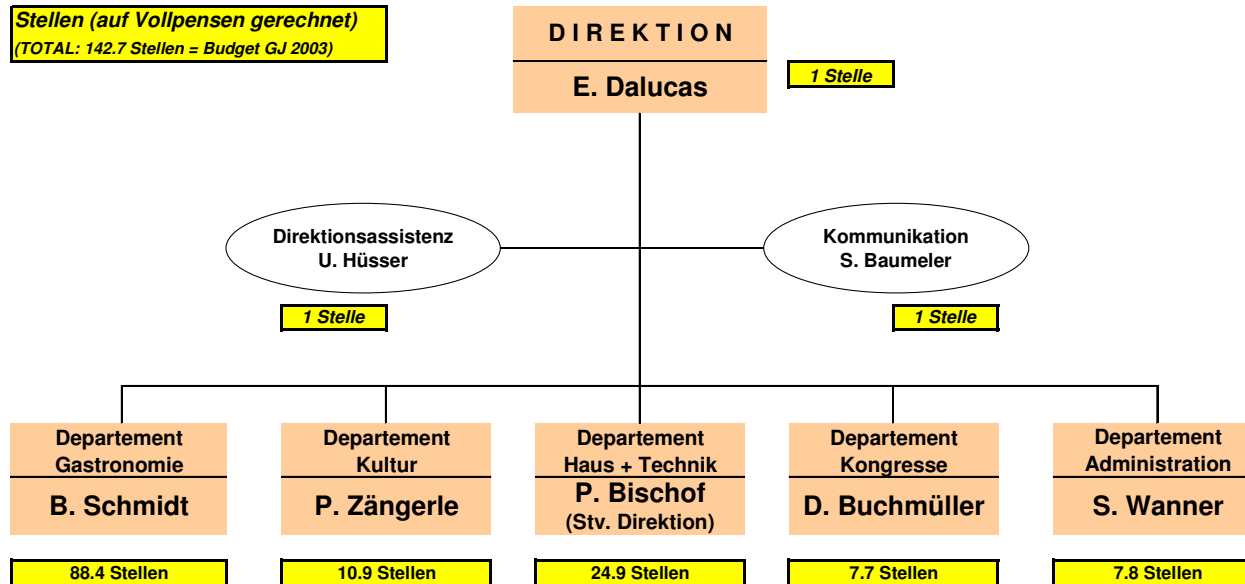 Stellen (auf Vollpensen gerechnet)
(TOTAL: 142.7 Stellen = Budget GJ 2003)
DIREKTION
E. Dalucas
1 Stelle
Direktionsassistenz
U. Hüsser
1 Stelle
Kommunikation
S. Baumeler
1 Stelle
Departement
Gastronomie
B. Schmidt
88.4 Stellen
Departement
Kultur
P. Zängerle
10.9 Stellen
Departement
Haus + Technik
P. Bischof
(Stv. Direktion)
24.9 Stellen
Departement
Kongresse
D. Buchmüller
7.7 Stellen
Departement
Administration
S. Wanner
7.8 Stellen